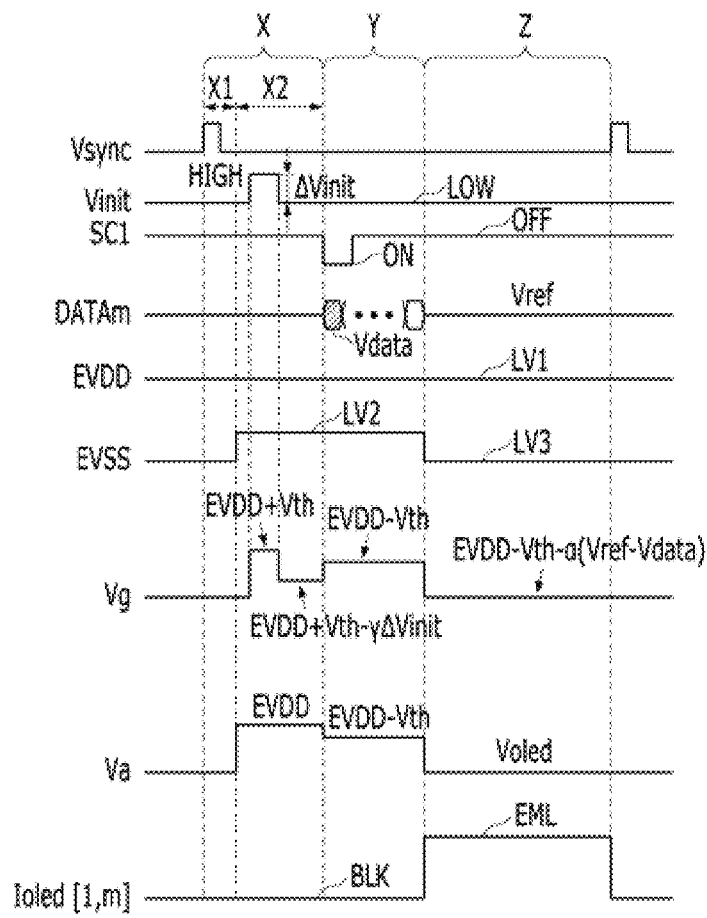 X Y Z
X1 X2
Vsync
HIGH
ΔVinit
Vinit
LOW
SC1
OFF
ON
DATAm
Vref
Vdata
EVDD
LV1
LV2
EVSS
LV3
EVDD+Vth
EVDD-Vth
EVDD-Vth-α(Vref-Vdata)
Vg
EVDD+Vth-γΔVinit
EVDD
EVDD-Vth
Va
Voled
EML
BLK
Ioled [1,m]